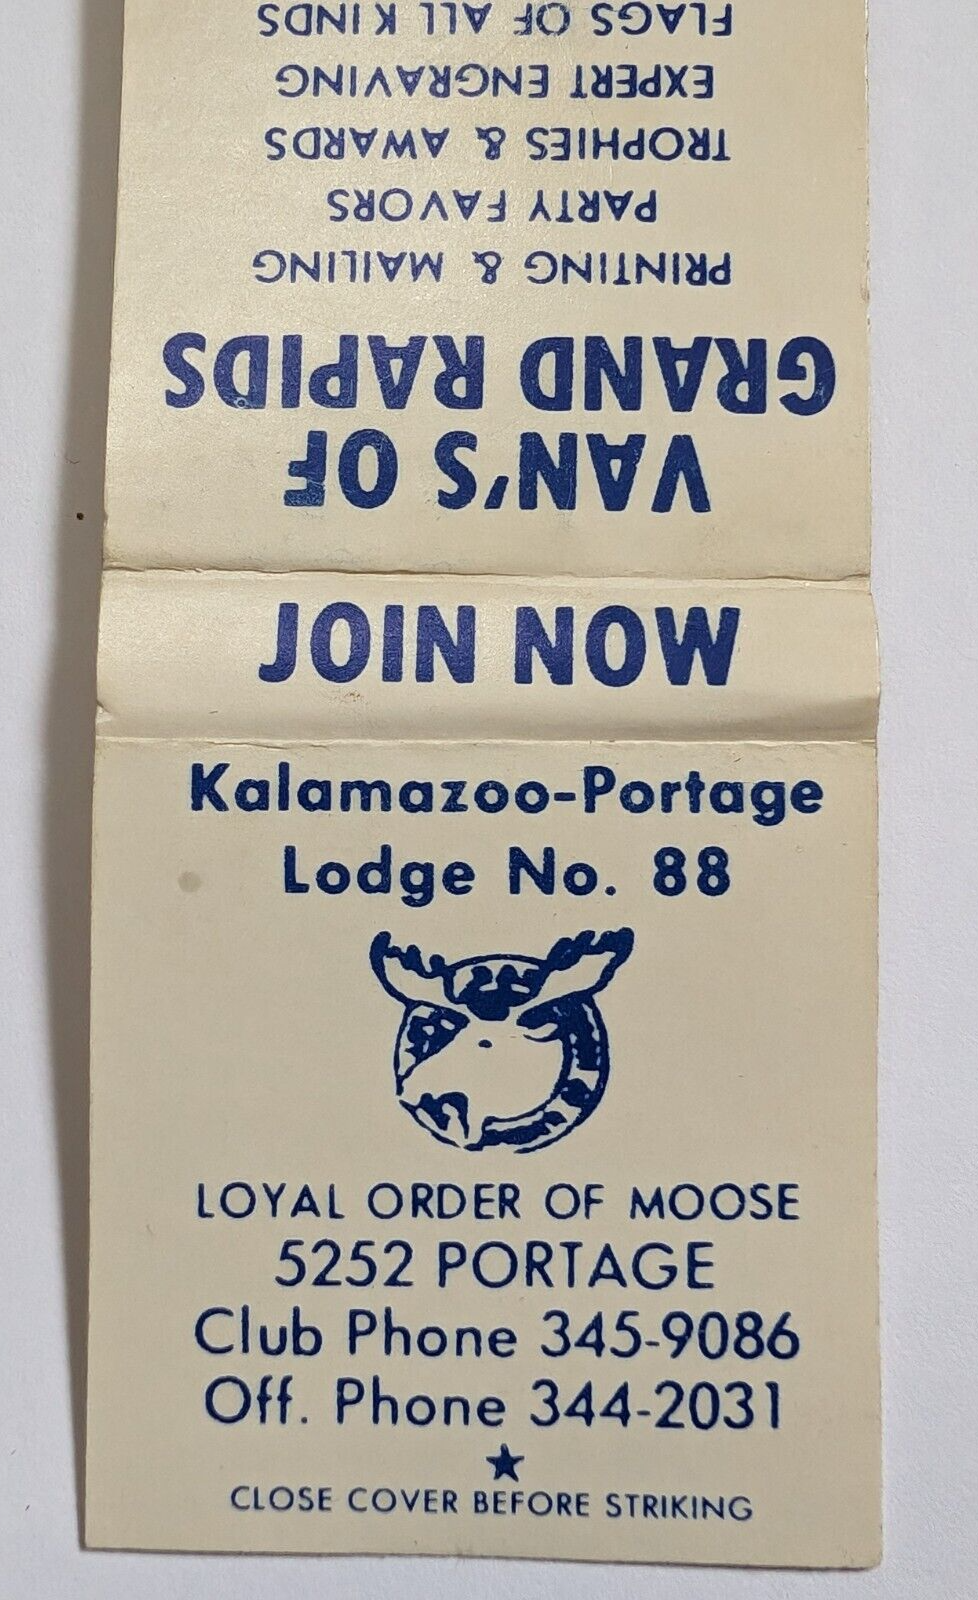 VAN'S OF
GRAND RAPIDS
PRINTING & MAILING
PARTY FAVORS
TROPHIES & AWARDS
EXPERT ENGRAVING
FLAGS OF ALL KINDS
JOIN NOW
Kalamazoo-Portage
Lodge No. 88
LOYAL ORDER OF MOOSE
5252 PORTAGE
Club Phone 345-9086
Off. Phone 344-2031
CLOSE COVER BEFORE STRIKING